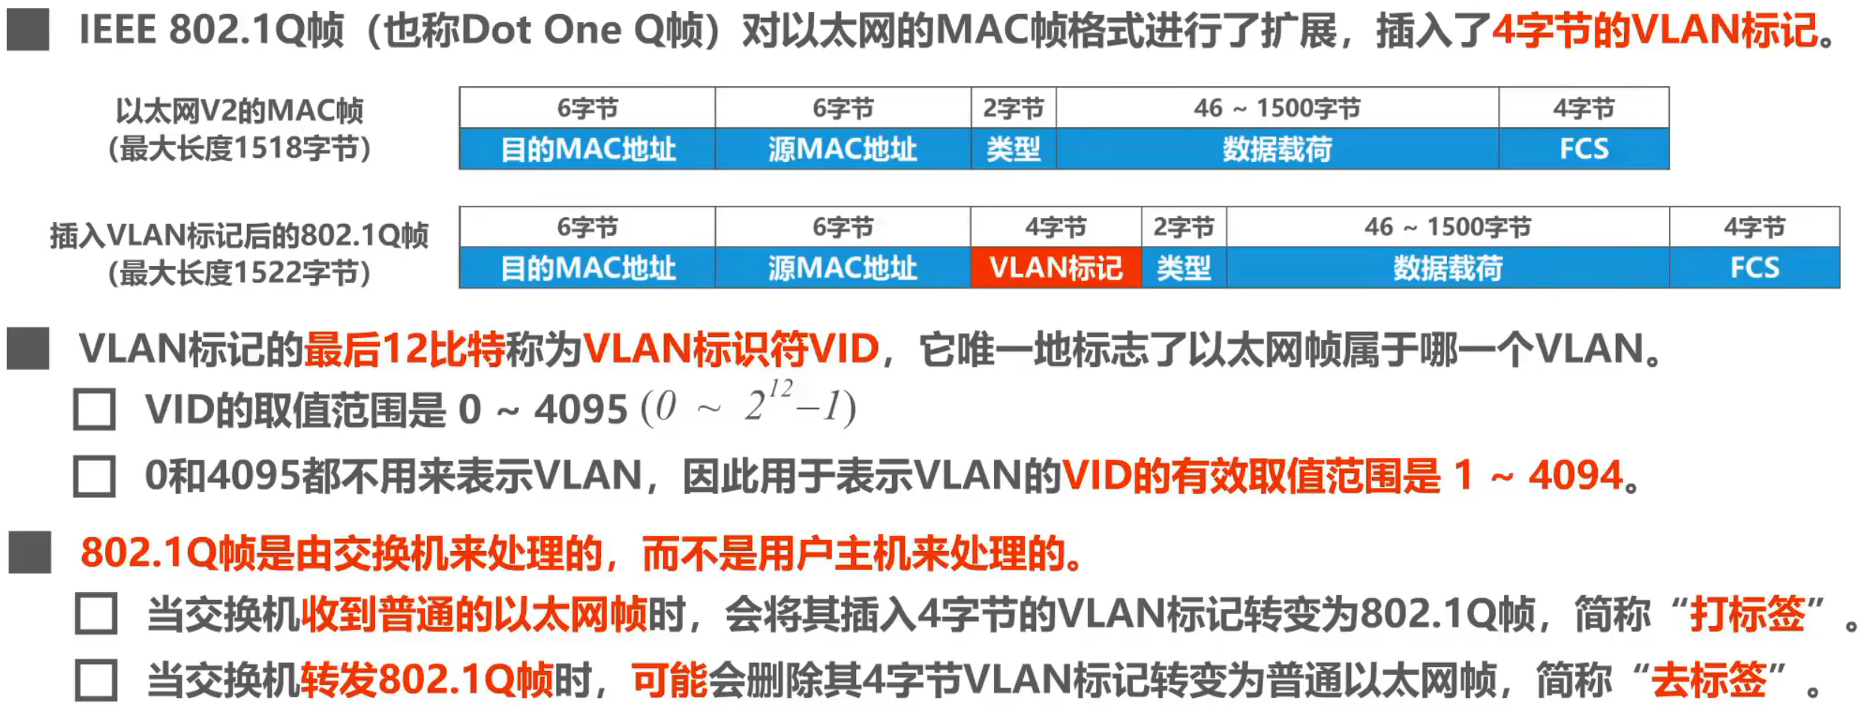 IEEE 802.1Q帧（也称Dot One Q帧）对以太网的MAC帧格式进行了扩展，插入了4字节的VLAN标记。
以太网V2的MAC帧
（最大长度1518字节）
6字节 6字节 2字节 46 ~ 1500字节 4字节
目的MAC地址 源MAC地址 类型 数据载荷 FCS
插入VLAN标记后的802.1Q帧
（最大长度1522字节）
6字节 6字节 4字节 2字节 46 ~ 1500字节 4字节
目的MAC地址 源MAC地址 VLAN标记 类型 数据载荷 FCS
VLAN标记的最后12比特称为VLAN标识符VID，它唯一地标志了以太网帧属于哪一个VLAN。
VID的取值范围是 0 ~ 4095 (0 ~ 2^12−1)
0和4095都不用来表示VLAN，因此用于表示VLAN的VID的有效取值范围是 1 ~ 4094。
802.1Q帧是由交换机来处理的，而不是用户主机来处理的。
当交换机收到普通的以太网帧时，会将其插入4字节的VLAN标记转变为802.1Q帧，简称“打标签”。
当交换机转发802.1Q帧时，可能会删除其4字节VLAN标记转变为普通以太网帧，简称“去标签”。